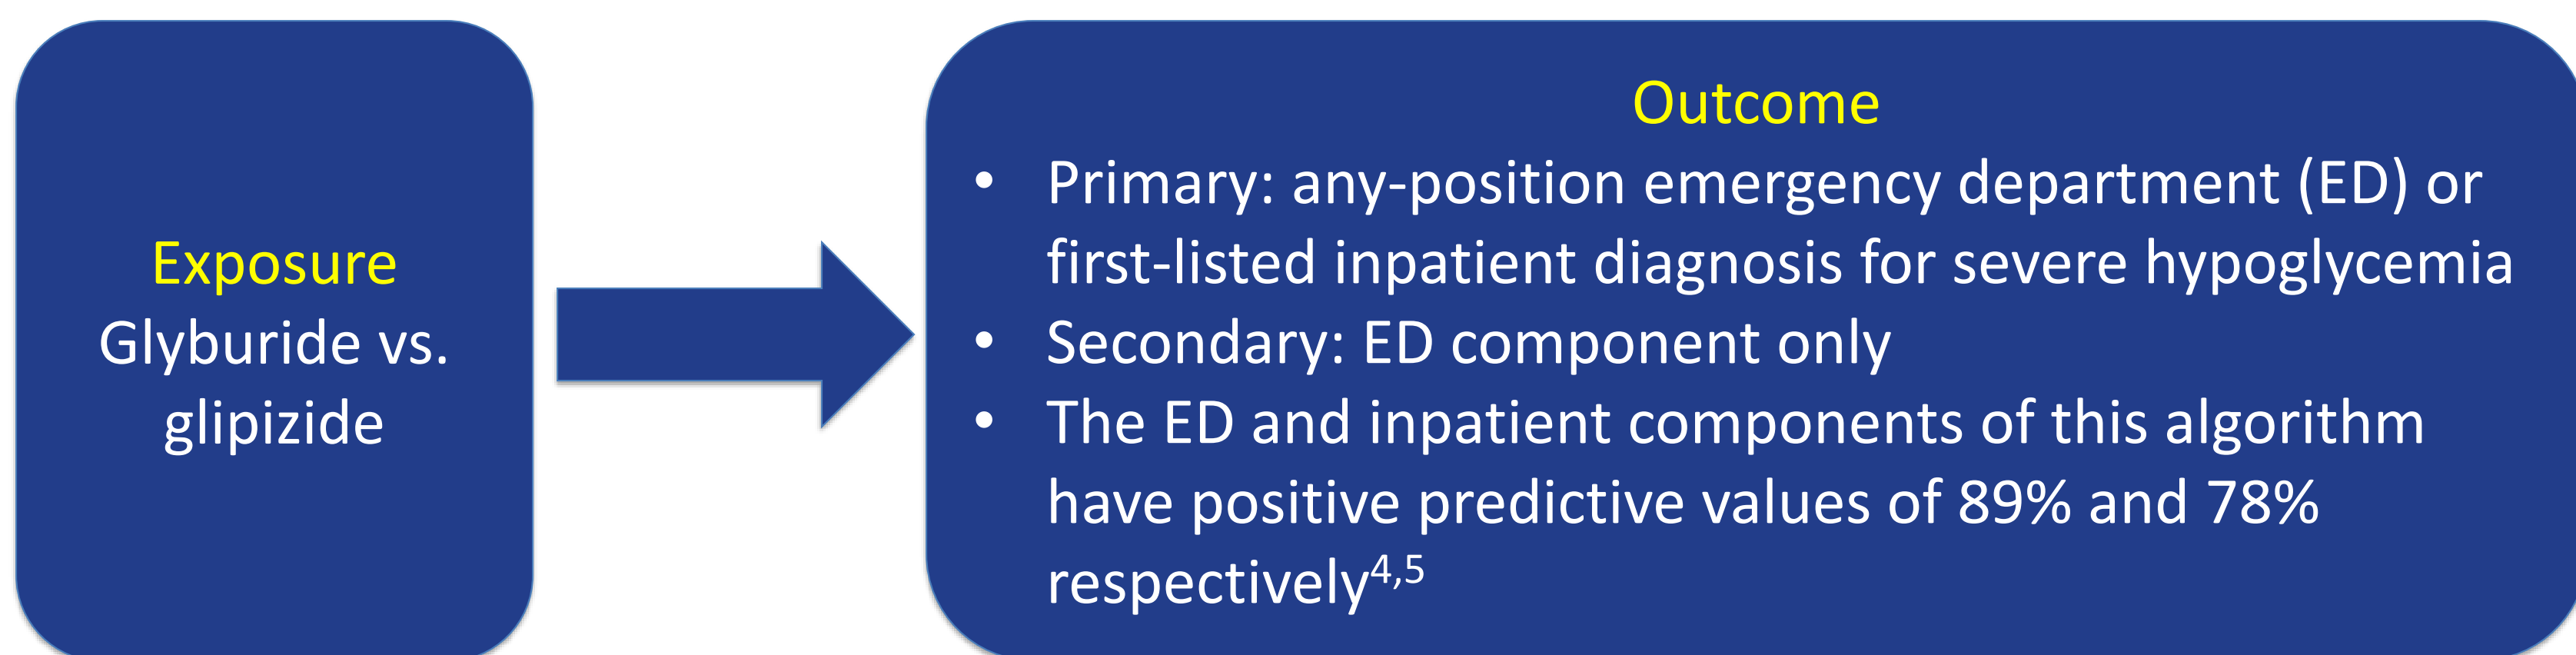 Exposure
Glyburide vs.
glipizide
Outcome
• Primary: any-position emergency department (ED) or
first-listed inpatient diagnosis for severe hypoglycemia
• Secondary: ED component only
• The ED and inpatient components of this algorithm
have positive predictive values of 89% and 78%
respectively⁴,⁵